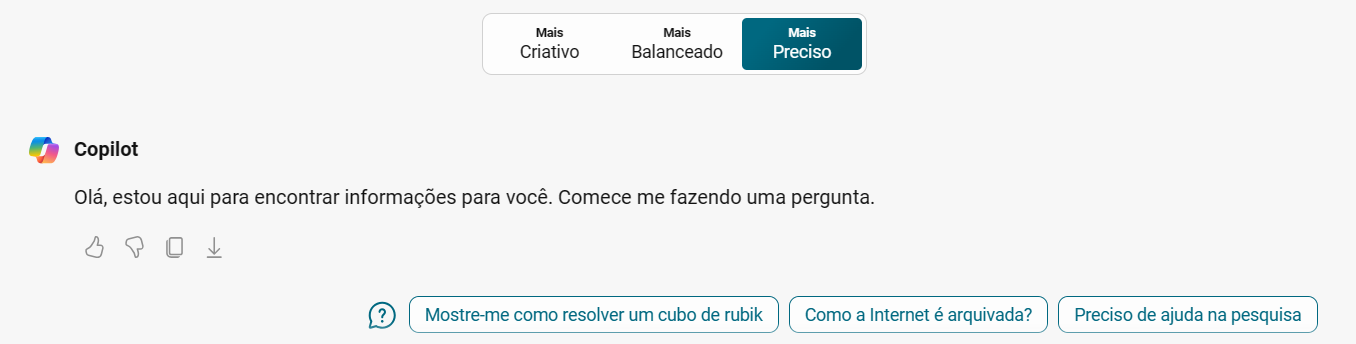 Mais Mais Mais
Criativo Balanceado Preciso
Copilot
Olá, estou aqui para encontrar informações para você. Comece me fazendo uma pergunta.
Mostre-me como resolver um cubo de rubik Como a Internet é arquivada? Preciso de ajuda na pesquisa